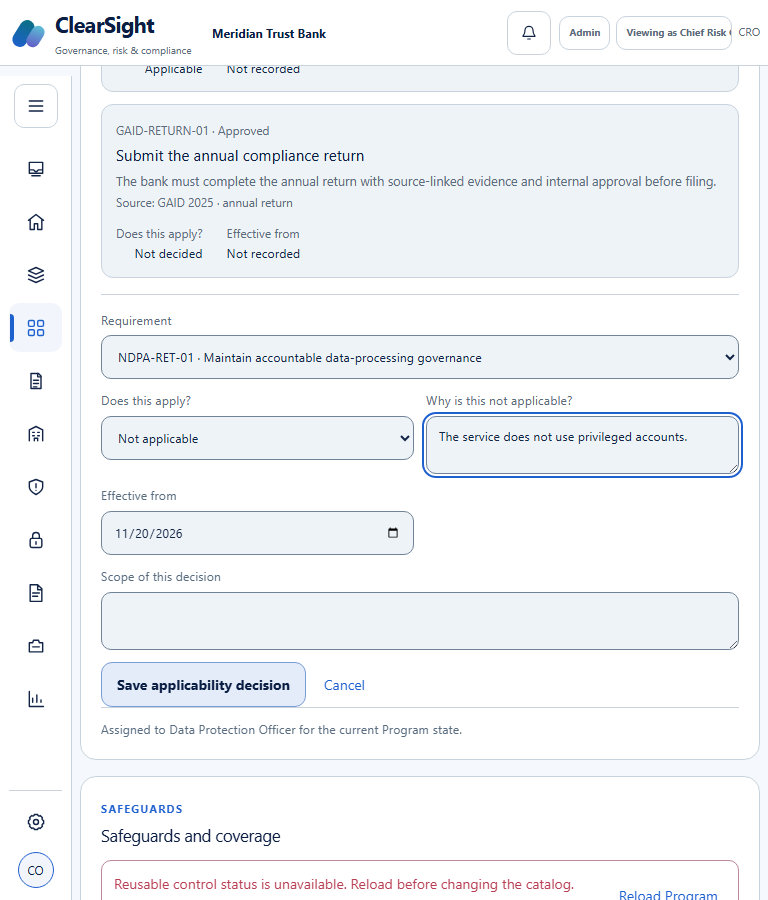 ClearSight
Governance, risk & compliance
Meridian Trust Bank
Admin
Viewing as Chief Risk
CRO
Applicable
Not recorded
GAID-RETURN-01 · Approved
Submit the annual compliance return
The bank must complete the annual return with source-linked evidence and internal approval before filing.
Source: GAID 2025 · annual return
Does this apply? Effective from
Not decided Not recorded
Requirement
NDPA-RET-01 · Maintain accountable data-processing governance
Does this apply? Why is this not applicable?
Not applicable
The service does not use privileged accounts.
Effective from
11/20/2026
Scope of this decision
Save applicability decision
Cancel
Assigned to Data Protection Officer for the current Program state.
SAFEGUARDS
Safeguards and coverage
Reusable control status is unavailable. Reload before changing the catalog.
Reload Program
CO